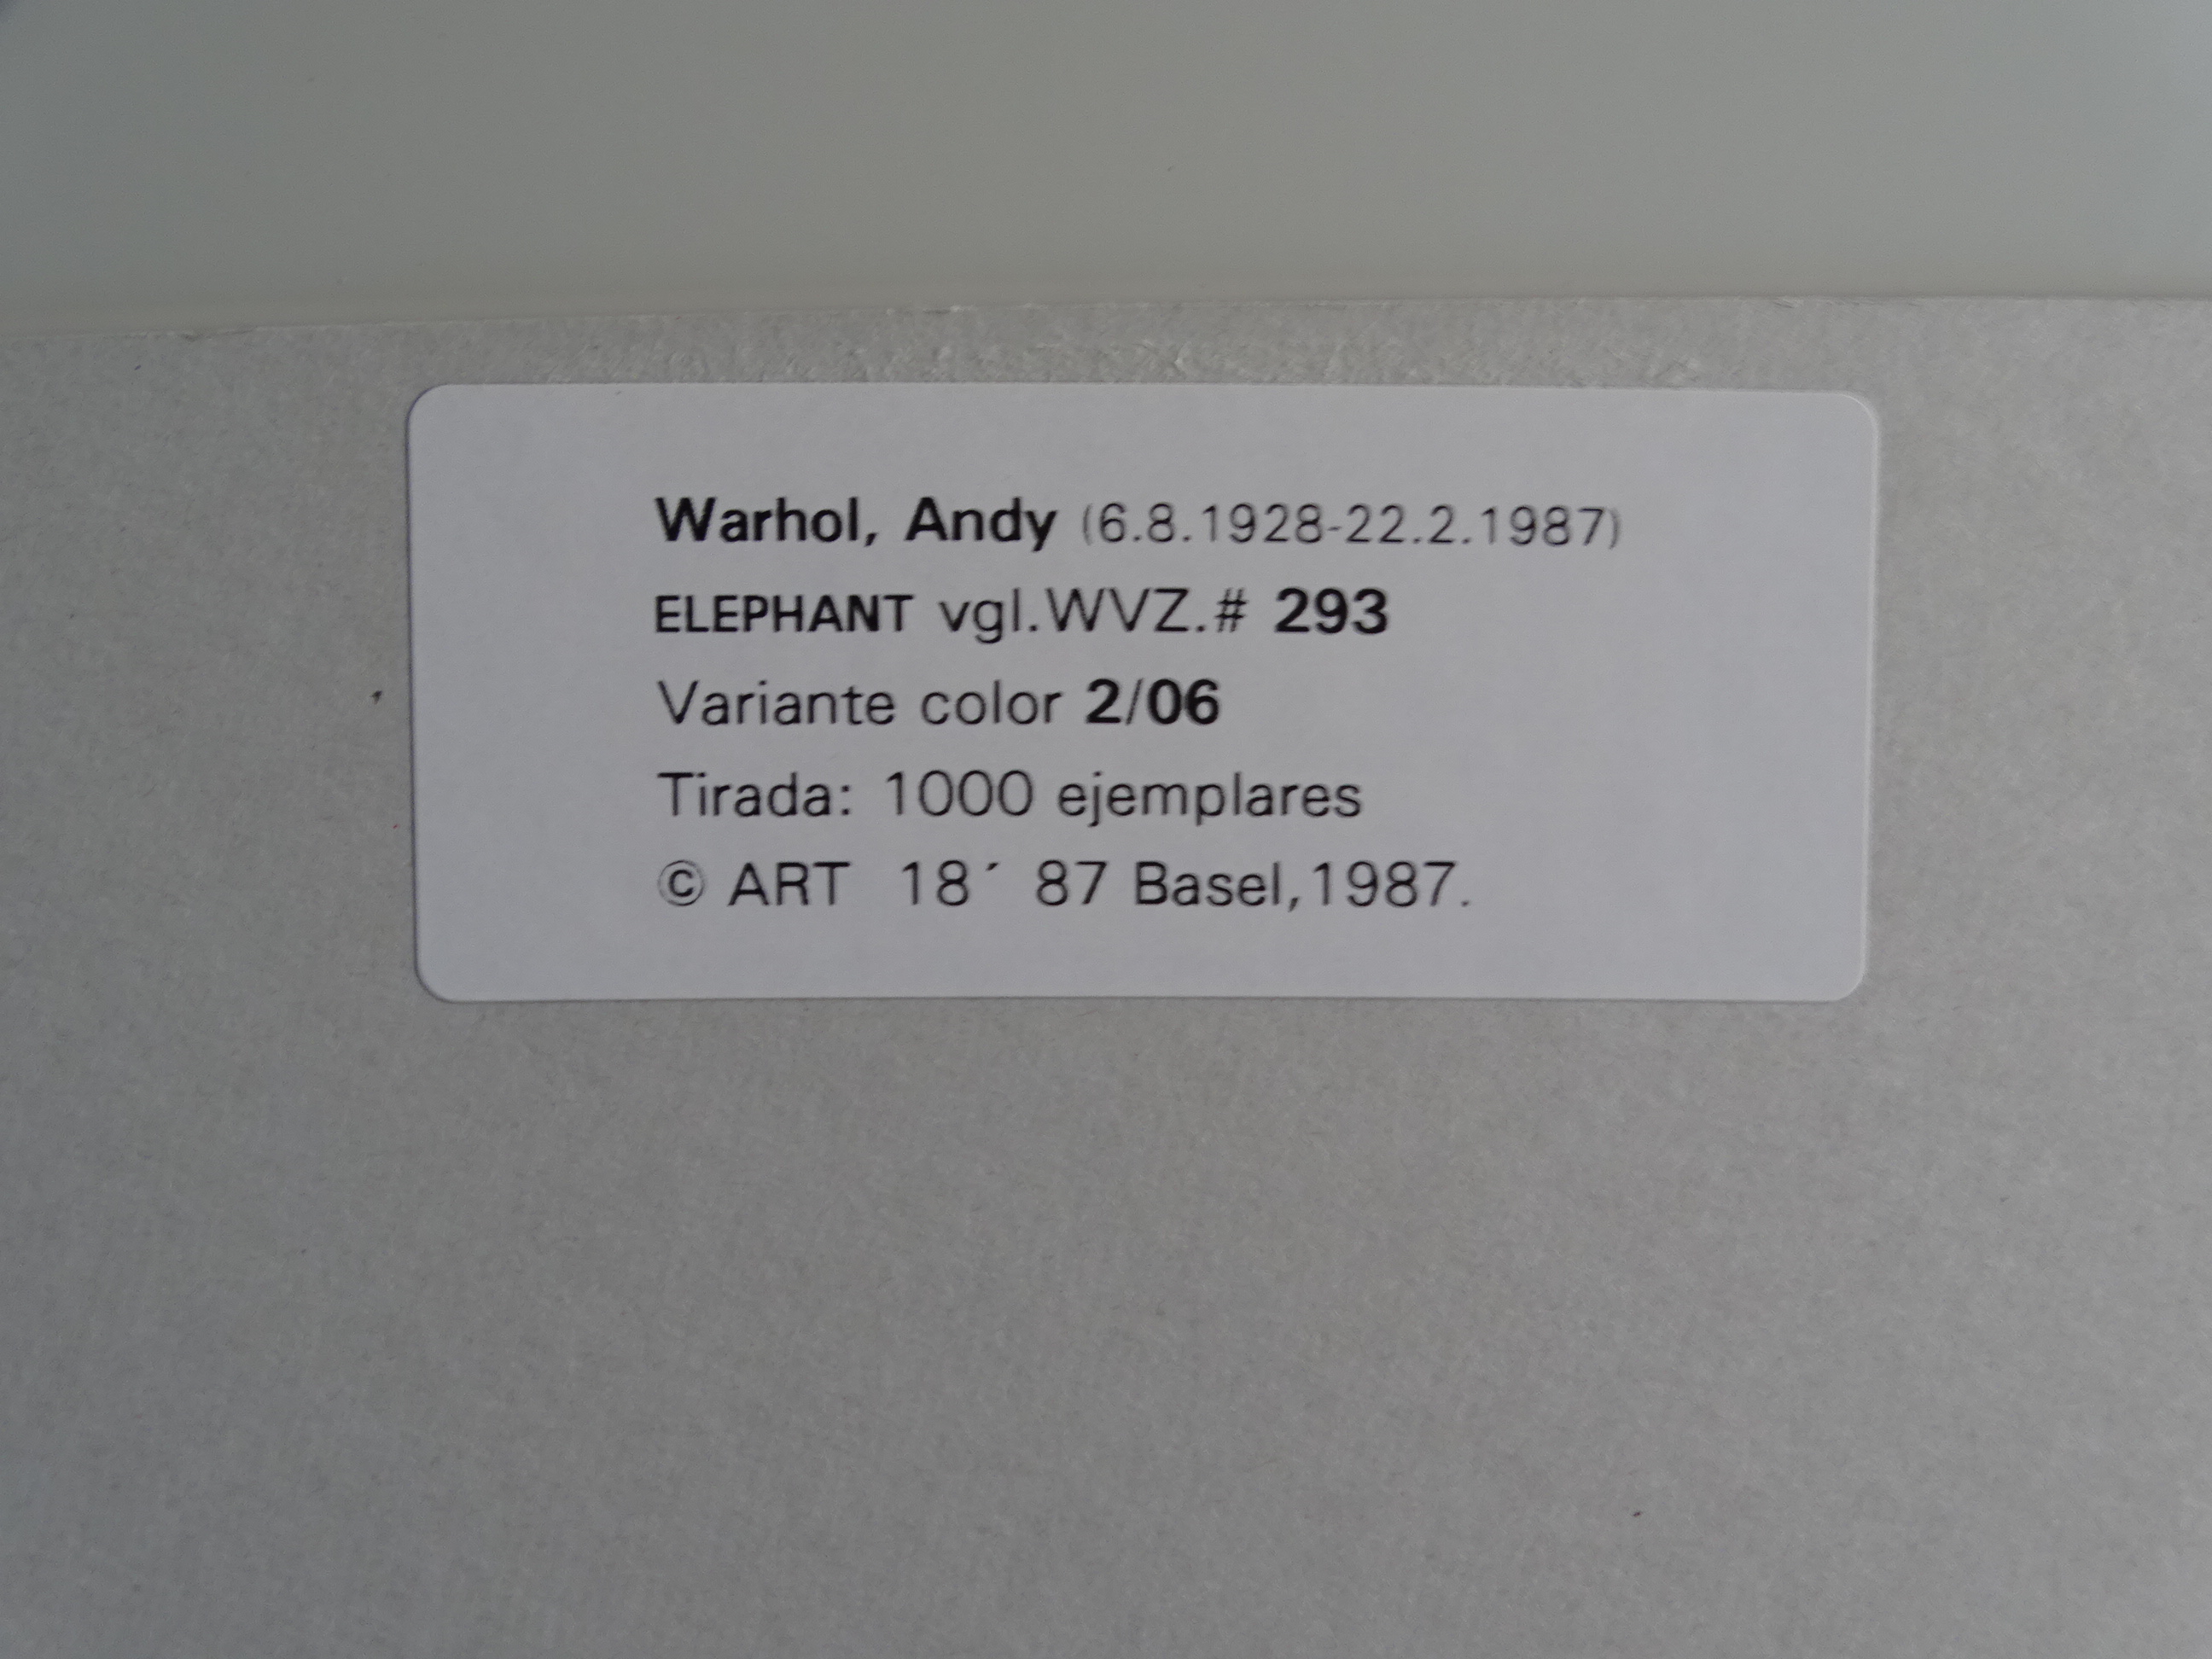 Warhol, Andy (6.8.1928-22.2.1987)
ELEPHANT vgl.WVZ.# 293
Variante color 2/06
Tirada: 1000 ejemplares
© ART 18´ 87 Basel,1987.